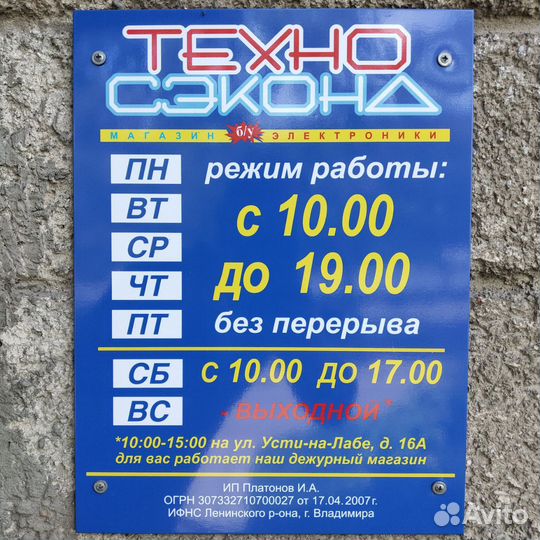 ТЕХНО
СЭКОНД
МАГАЗИН б/у ЭЛЕКТРОНИКИ
ПН режим работы:
ВТ с 10.00
СР
ЧТ до 19.00
ПТ без перерыва
СБ С 10.00 ДО 17.00
ВС - ВЫХОДНОЙ*
*10:00-15:00 на ул. Усти-на-Лабе, д. 16А
для вас работает наш дежурный магазин
ИП Платонов И.А.
ОГРН 307332710700027 от 17.04.2007г.
ИФНС Ленинского р-она, г. Владимира
Avito